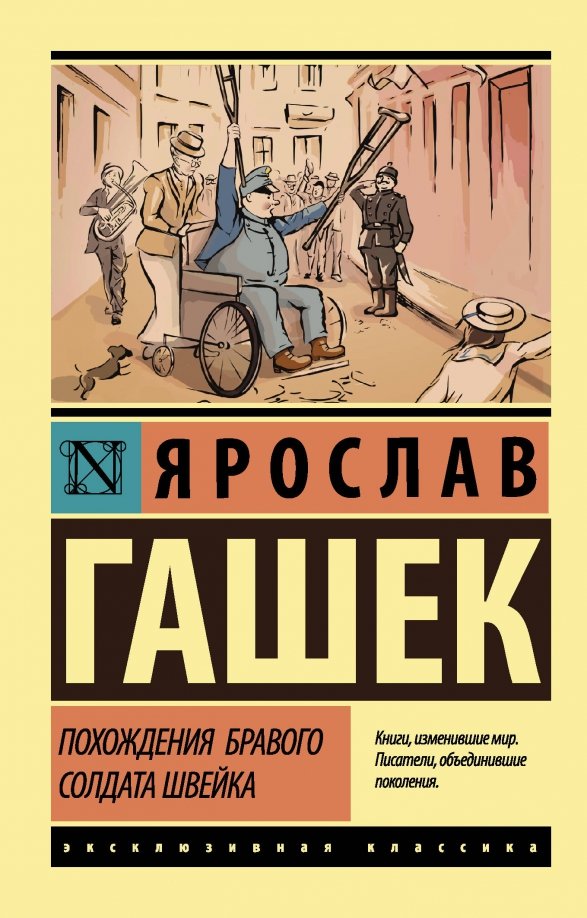 N ЯРОСЛАВ
ГАШЕК
ПОХОЖДЕНИЯ БРАВОГО
СОЛДАТА ШВЕЙКА
Книги, изменившие мир.
Писатели, объединившие
поколения.
эксклюзивная классика